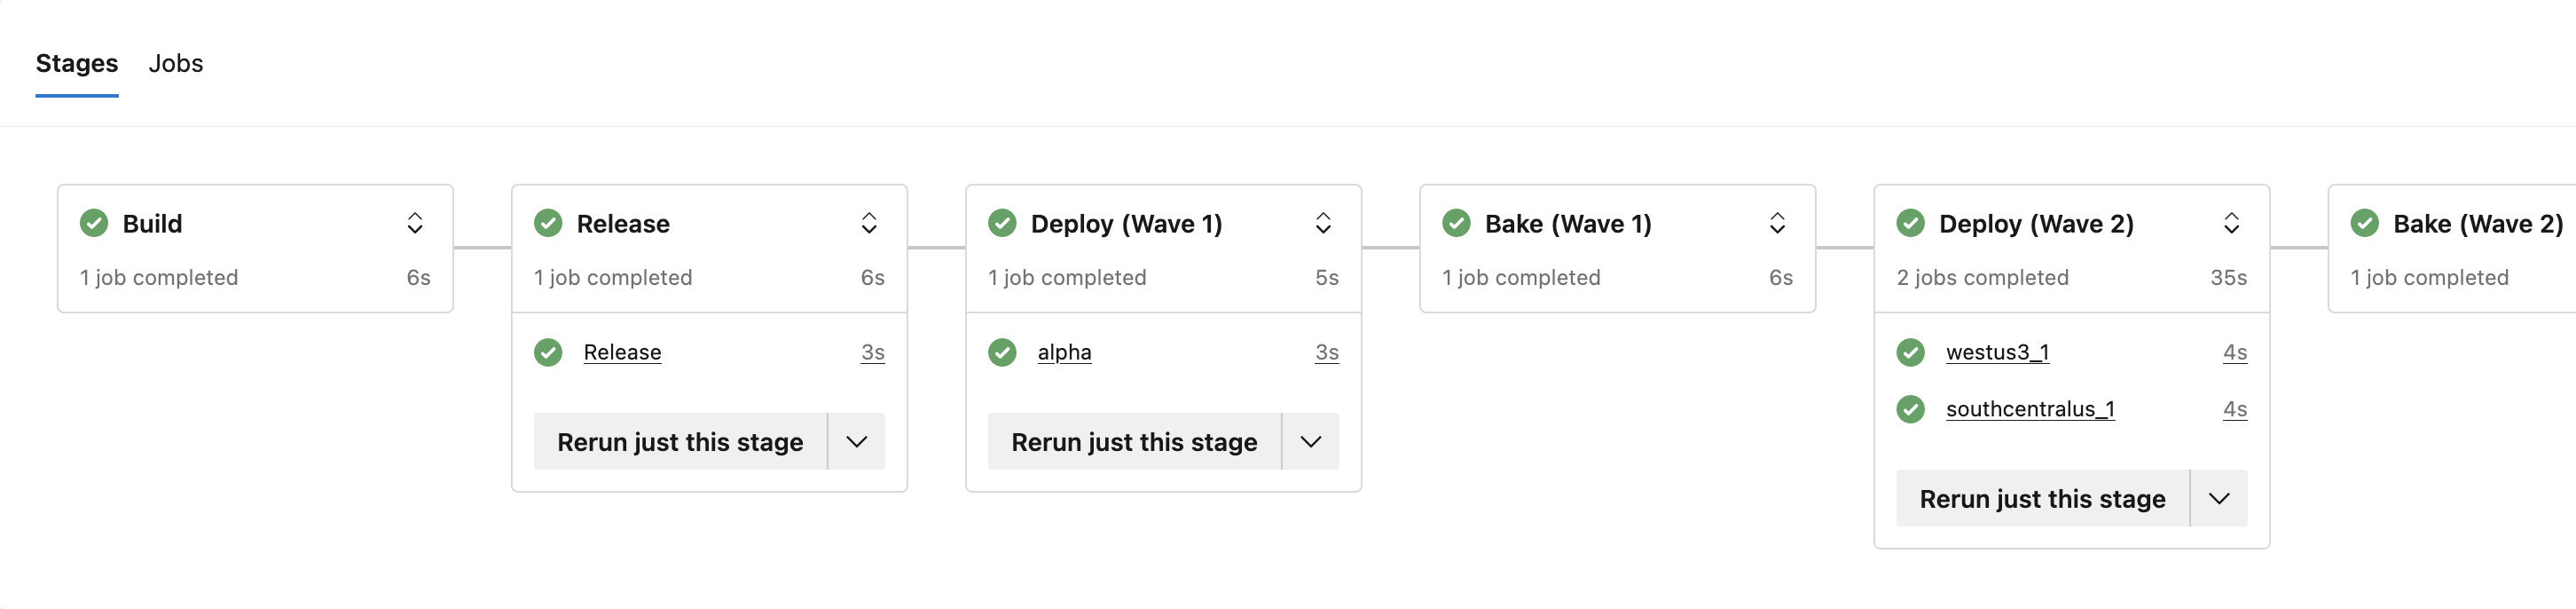 Stages Jobs
Build
1 job completed 6s
Release
1 job completed 6s
Release 3s
Rerun just this stage
Deploy (Wave 1)
1 job completed 5s
alpha 3s
Rerun just this stage
Bake (Wave 1)
1 job completed 6s
Deploy (Wave 2)
2 jobs completed 35s
westus3_1 4s
southcentralus_1 4s
Rerun just this stage
Bake (Wave 2)
1 job completed